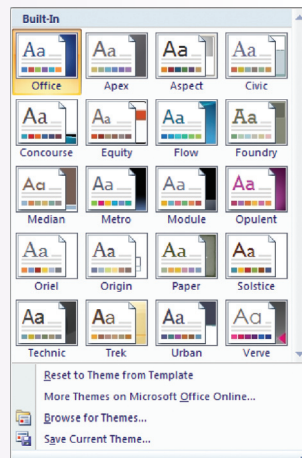 Built-In
Aa Aa Aa Aa
Office Apex Aspect Civic
Aa Aa Aa Aa
Concourse Equity Flow Foundry
Aa Aa Aa Aa
Median Metro Module Opulent
Aa Aa Aa Aa
Oriel Origin Paper Solstice
Aa Aa Aa Aa
Technic Trek Urban Verve
Reset to Theme from Template
More Themes on Microsoft Office Online...
Browse for Themes...
Save Current Theme...